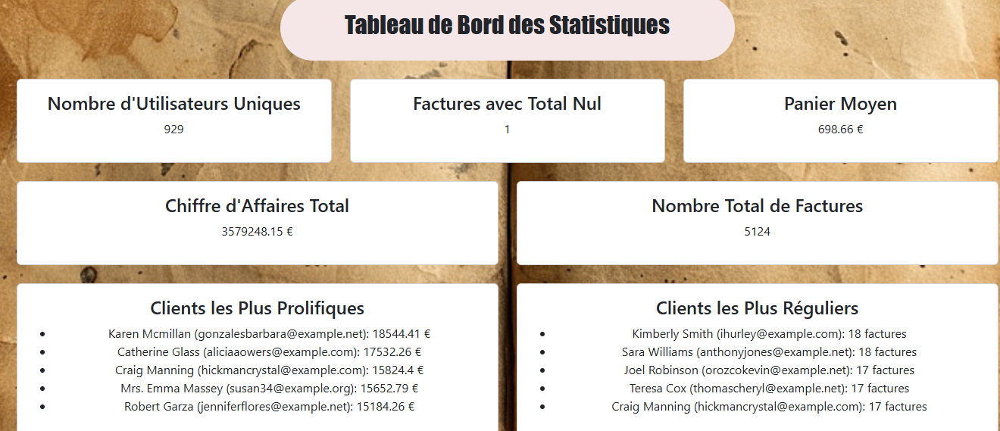 Tableau de Bord des Statistiques
Nombre d'Utilisateurs Uniques
929
Factures avec Total Nul
1
Panier Moyen
698.66 €
Chiffre d'Affaires Total
3579248.15 €
Nombre Total de Factures
5124
Clients les Plus Prolifiques
Karen Mcmillan (gonzalesbarbara@example.net): 18544.41 €
Catherine Glass (aliciaaowers@example.com): 17532.26 €
Craig Manning (hickmancrystal@example.com): 15824.4 €
Mrs. Emma Massey (susan34@example.org): 15652.79 €
Robert Garza (jenniferflores@example.net): 15184.26 €
Clients les Plus Réguliers
Kimberly Smith (ihurley@example.com): 18 factures
Sara Williams (anthonyjones@example.net): 18 factures
Joel Robinson (orozcokevin@example.net): 17 factures
Teresa Cox (thomascheryl@example.net): 17 factures
Craig Manning (hickmancrystal@example.com): 17 factures